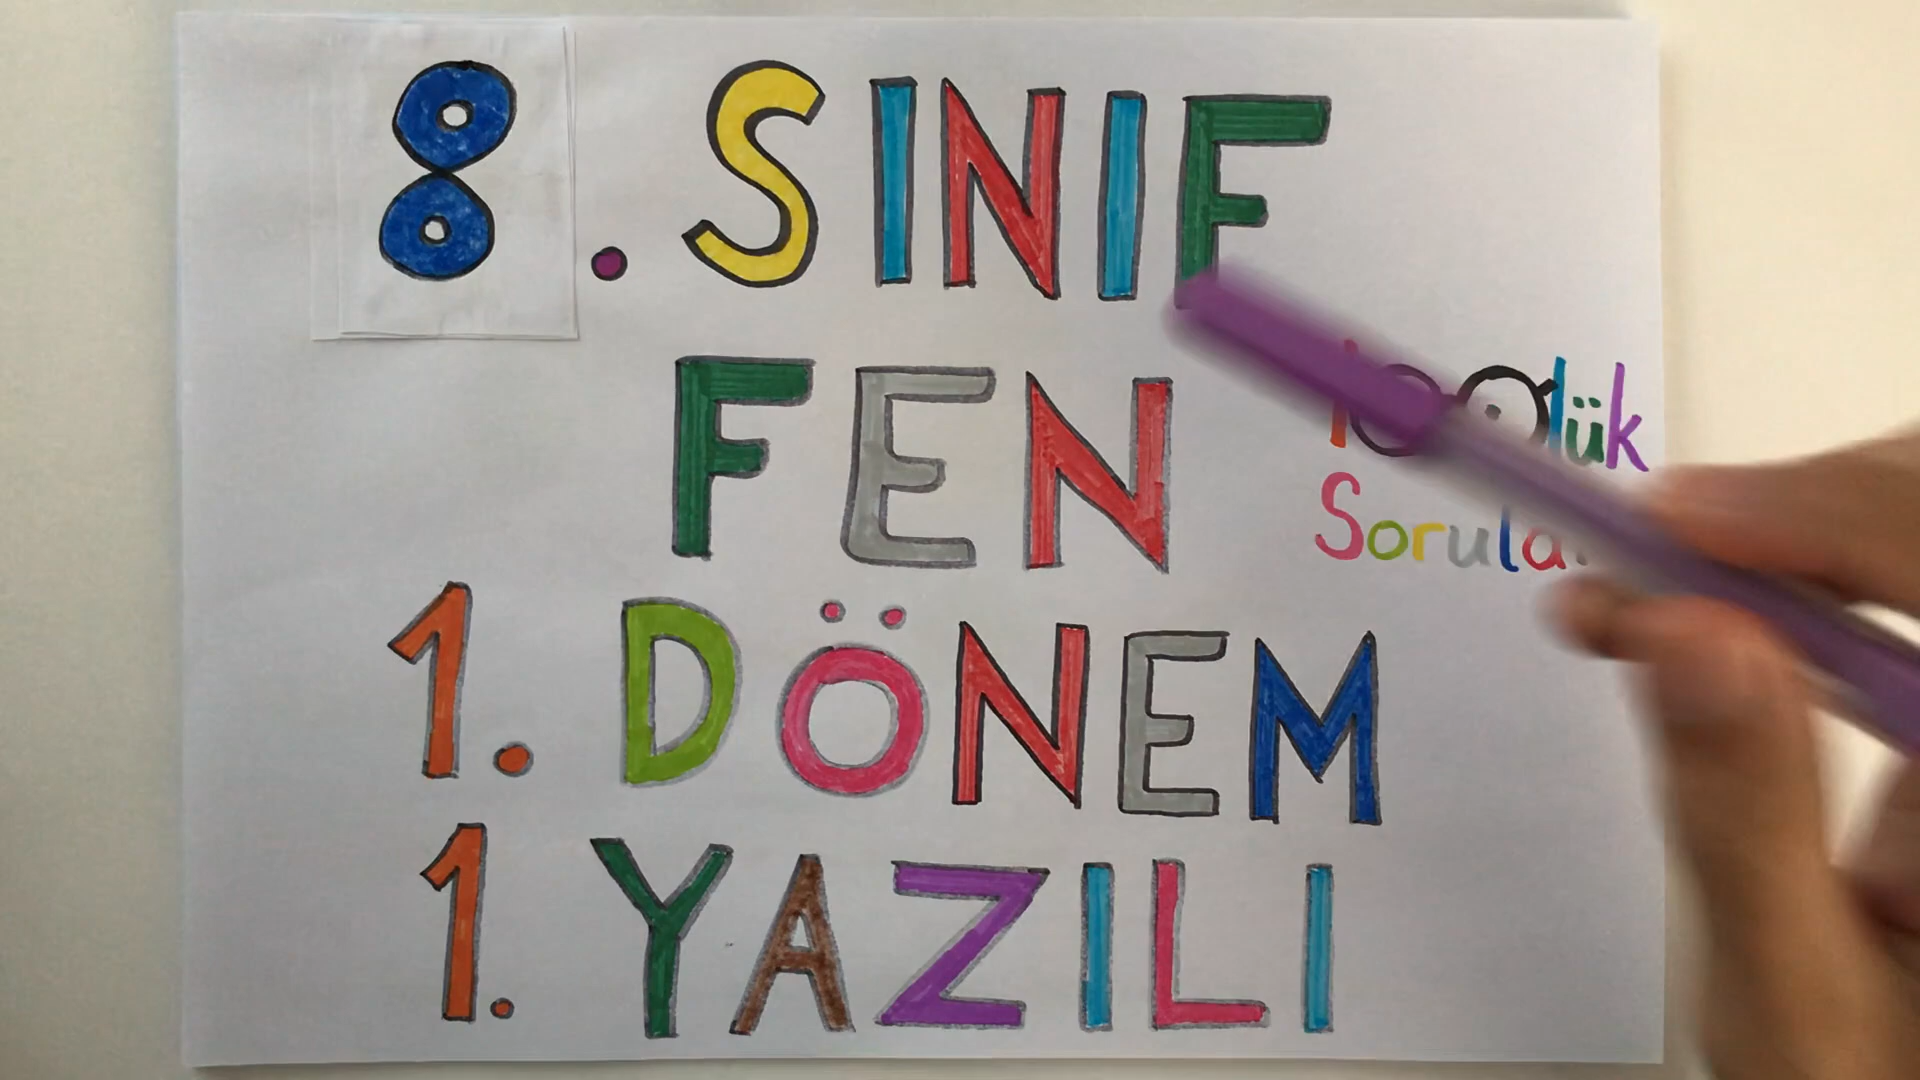 8. SINIF
FEN
1. DÖNEM
1. YAZILI